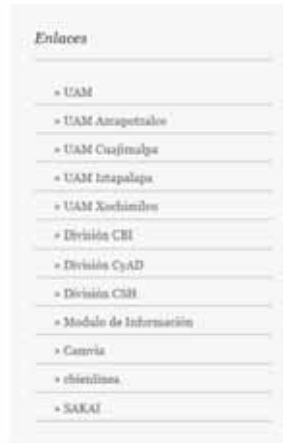 Enlaces
» UAM
» UAM Azcapotzalco
» UAM Cuajimalpa
» UAM Iztapalapa
» UAM Xochimilco
» División CBI
» División CyAD
» División CSH
» Modulo de Información
» Camvia
» cbienlinea
» SAKAI